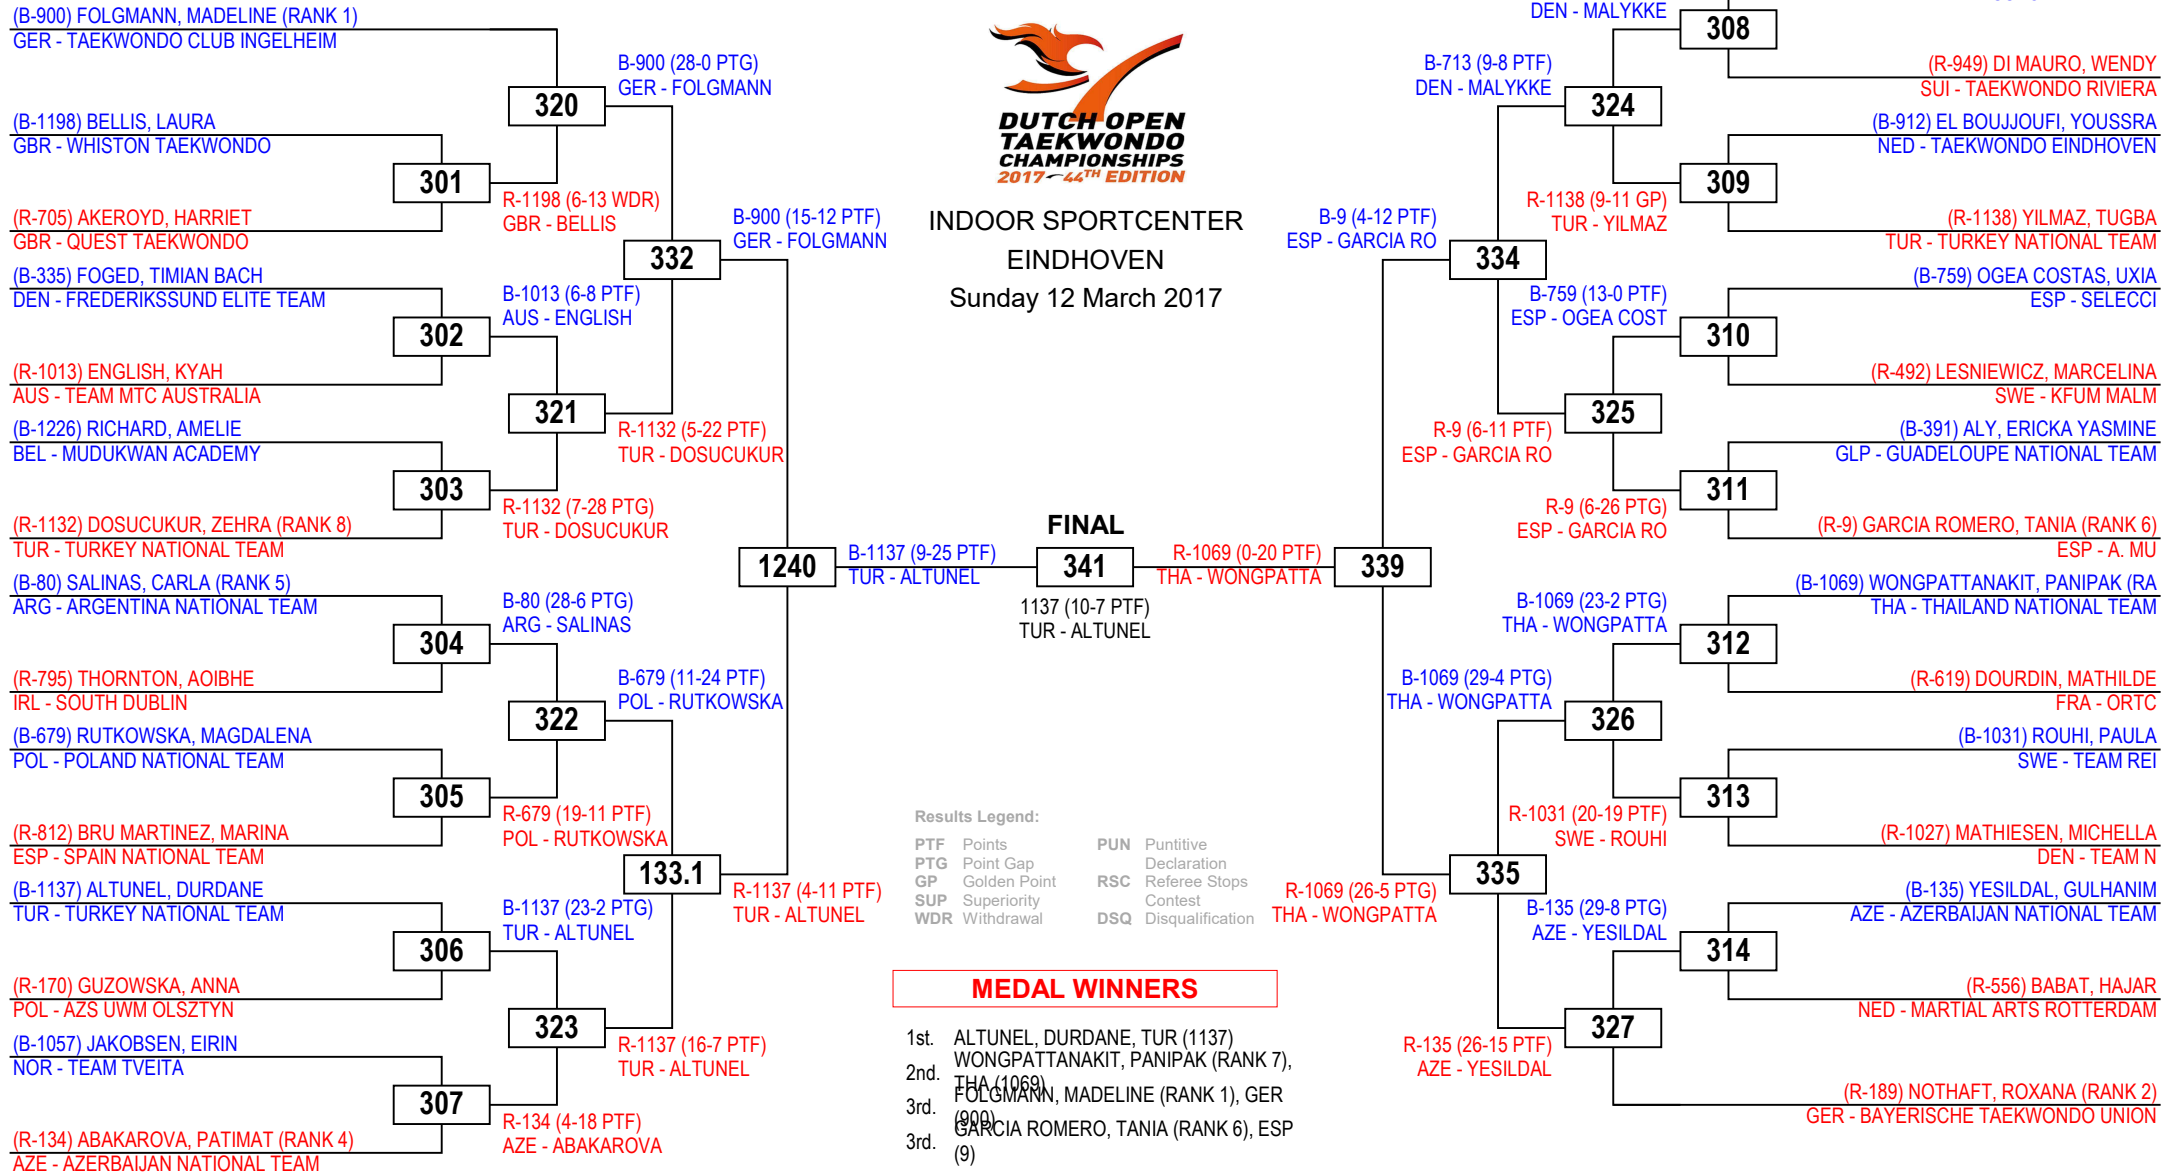 (B-900) FOLGMANN, MADELINE (RANK 1)
GER - TAEKWONDO CLUB INGELHEIM
(B-1198) BELLIS, LAURA
GBR - WHISTON TAEKWONDO
(R-705) AKEROYD, HARRIET
GBR - QUEST TAEKWONDO
(B-335) FOGED, TIMIAN BACH
DEN - FREDERIKSSUND ELITE TEAM
(R-1013) ENGLISH, KYAH
AUS - TEAM MTC AUSTRALIA
(B-1226) RICHARD, AMELIE
BEL - MUDUKWAN ACADEMY
(R-1132) DOSUCUKUR, ZEHRA (RANK 8)
TUR - TURKEY NATIONAL TEAM
(B-80) SALINAS, CARLA (RANK 5)
ARG - ARGENTINA NATIONAL TEAM
(R-795) THORNTON, AOIBHE
IRL - SOUTH DUBLIN
(B-679) RUTKOWSKA, MAGDALENA
POL - POLAND NATIONAL TEAM
(R-812) BRU MARTINEZ, MARINA
ESP - SPAIN NATIONAL TEAM
(B-1137) ALTUNEL, DURDANE
TUR - TURKEY NATIONAL TEAM
(R-170) GUZOWSKA, ANNA
POL - AZS UWM OLSZTYN
(B-1057) JAKOBSEN, EIRIN
NOR - TEAM TVEITA
(R-134) ABAKAROVA, PATIMAT (RANK 4)
AZE - AZERBAIJAN NATIONAL TEAM
301
302
303
304
305
306
307
320
R-1198 (6-13 WDR)
GBR - BELLIS
B-1013 (6-8 PTF)
AUS - ENGLISH
321
R-1132 (7-28 PTG)
TUR - DOSUCUKUR
B-80 (28-6 PTG)
ARG - SALINAS
322
R-679 (19-11 PTF)
POL - RUTKOWSKA
B-1137 (23-2 PTG)
TUR - ALTUNEL
323
R-134 (4-18 PTF)
AZE - ABAKAROVA
B-900 (28-0 PTG)
GER - FOLGMANN
332
R-1132 (5-22 PTF)
TUR - DOSUCUKUR
B-679 (11-24 PTF)
POL - RUTKOWSKA
133.1
R-1137 (16-7 PTF)
TUR - ALTUNEL
B-900 (15-12 PTF)
GER - FOLGMANN
1240
R-1137 (4-11 PTF)
TUR - ALTUNEL
B-1137 (9-25 PTF)
TUR - ALTUNEL
DUTCH OPEN
TAEKWONDO
CHAMPIONSHIPS
2017 44TH EDITION
INDOOR SPORTCENTER
EINDHOVEN
Sunday 12 March 2017
FINAL
341
1137 (10-7 PTF)
TUR - ALTUNEL
R-1069 (0-20 PTF)
THA - WONGPATTA
339
Results Legend:
PTF Points
PTG Point Gap
GP Golden Point
SUP Superiority
WDR Withdrawal
PUN Puntitive
Declaration
RSC Referee Stops
Contest
DSQ Disqualification
MEDAL WINNERS
1st. ALTUNEL, DURDANE, TUR (1137)
2nd. WONGPATTANAKIT, PANIPAK (RANK 7),
THA (1069)
3rd. FOLGMANN, MADELINE (RANK 1), GER
(900)
3rd. GARCIA ROMERO, TANIA (RANK 6), ESP
(9)
B-9 (4-12 PTF)
ESP - GARCIA RO
334
R-1069 (26-5 PTG)
THA - WONGPATTA
335
B-713 (9-8 PTF)
DEN - MALYKKE
324
R-9 (6-11 PTF)
ESP - GARCIA RO
325
B-1069 (29-4 PTG)
THA - WONGPATTA
326
R-135 (26-15 PTF)
AZE - YESILDAL
327
DEN - MALYKKE
308
R-1138 (9-11 GP)
TUR - YILMAZ
309
B-759 (13-0 PTF)
ESP - OGEA COST
310
R-9 (6-26 PTG)
ESP - GARCIA RO
311
B-1069 (23-2 PTG)
THA - WONGPATTA
312
R-1031 (20-19 PTF)
SWE - ROUHI
313
B-135 (29-8 PTG)
AZE - YESILDAL
314
(R-949) DI MAURO, WENDY
SUI - TAEKWONDO RIVIERA
(B-912) EL BOUJJOUFI, YOUSSRA
NED - TAEKWONDO EINDHOVEN
(R-1138) YILMAZ, TUGBA
TUR - TURKEY NATIONAL TEAM
(B-759) OGEA COSTAS, UXIA
ESP - SELECCI
(R-492) LESNIEWICZ, MARCELINA
SWE - KFUM MALM
(B-391) ALY, ERICKA YASMINE
GLP - GUADELOUPE NATIONAL TEAM
(R-9) GARCIA ROMERO, TANIA (RANK 6)
ESP - A. MU
(B-1069) WONGPATTANAKIT, PANIPAK (RA
THA - THAILAND NATIONAL TEAM
(R-619) DOURDIN, MATHILDE
FRA - ORTC
(B-1031) ROUHI, PAULA
SWE - TEAM REI
(R-1027) MATHIESEN, MICHELLA
DEN - TEAM N
(B-135) YESILDAL, GULHANIM
AZE - AZERBAIJAN NATIONAL TEAM
(R-556) BABAT, HAJAR
NED - MARTIAL ARTS ROTTERDAM
(R-189) NOTHAFT, ROXANA (RANK 2)
GER - BAYERISCHE TAEKWONDO UNION